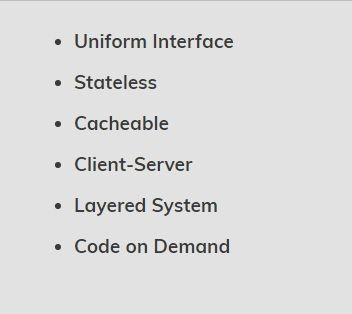 • Uniform Interface
• Stateless
• Cacheable
• Client-Server
• Layered System
• Code on Demand